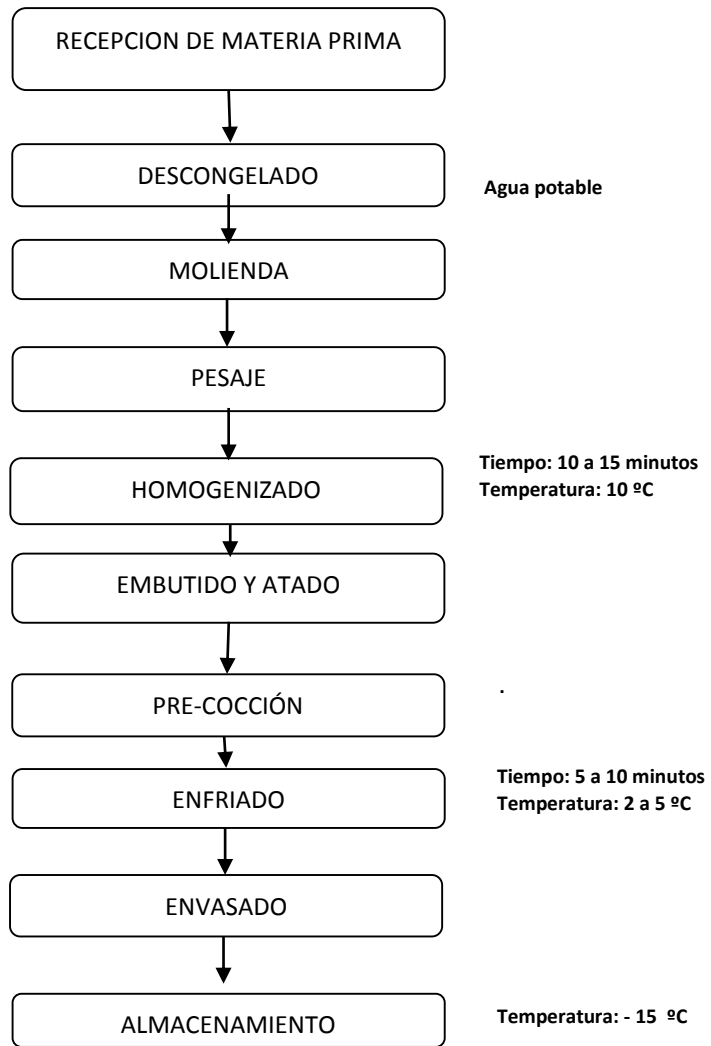 RECEPCION DE MATERIA PRIMA
DESCONGELADO
Agua potable
MOLIENDA
PESAJE
HOMOGENIZADO
Tiempo: 10 a 15 minutos
Temperatura: 10 ºC
EMBUTIDO Y ATADO
PRE-COCCIÓN
.
ENFRIADO
Tiempo: 5 a 10 minutos
Temperatura: 2 a 5 ºC
ENVASADO
ALMACENAMIENTO
Temperatura: - 15 ºC